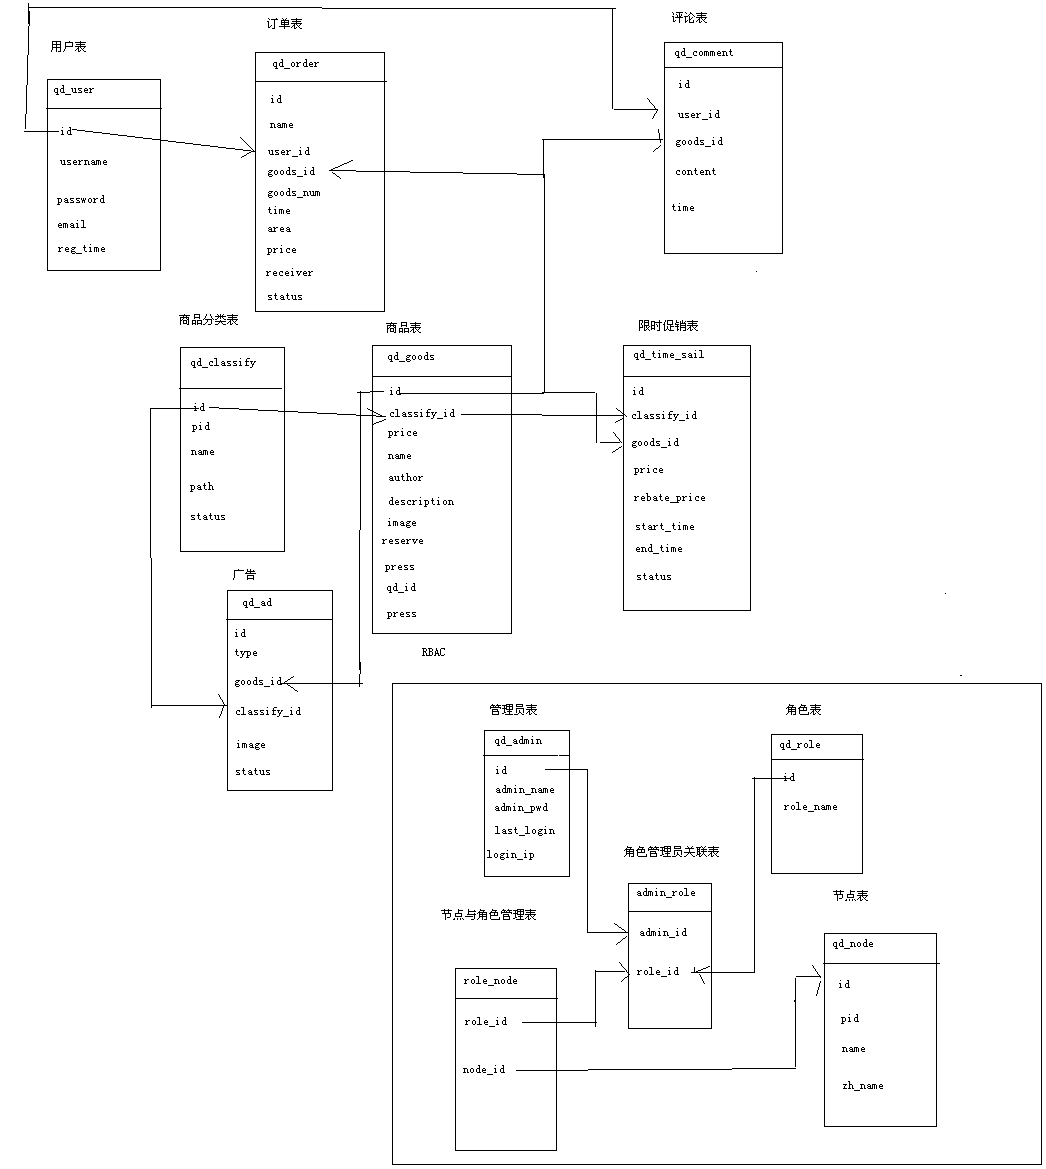 用户表
qd_user
id
username
password
email
reg_time
订单表
qd_order
id
name
user_id
goods_id
goods_num
time
area
price
receiver
status
评论表
qd_comment
id
user_id
goods_id
content
time
商品分类表
qd_classify
id
pid
name
path
status
商品表
qd_goods
id
classify_id
price
name
author
description
image
reserve
press
qd_id
press
限时促销表
qd_time_sail
id
classify_id
goods_id
price
rebate_price
start_time
end_time
status
广告
qd_ad
id
type
goods_id
classify_id
image
status
RBAC
管理员表
qd_admin
id
admin_name
admin_pwd
last_login
login_ip
角色表
qd_role
id
role_name
角色管理员关联表
admin_role
admin_id
role_id
节点与角色管理表
role_node
role_id
node_id
节点表
qd_node
id
pid
name
zh_name